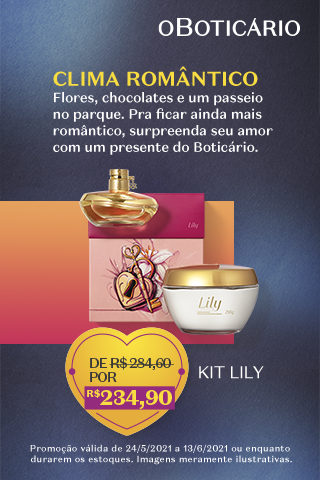 OBOTICÁRIO
CLIMA ROMÂNTICO
Flores, chocolates e um passeio
no parque. Pra ficar ainda mais
romântico, surpreenda seu amor
com um presente do Boticário.
Lily
Lily
DE R$ 284,60
POR
R$ 234,90
KIT LILY
Promoção válida de 24/5/2021 a 13/6/2021 ou enquanto
durarem os estoques. Imagens meramente ilustrativas.